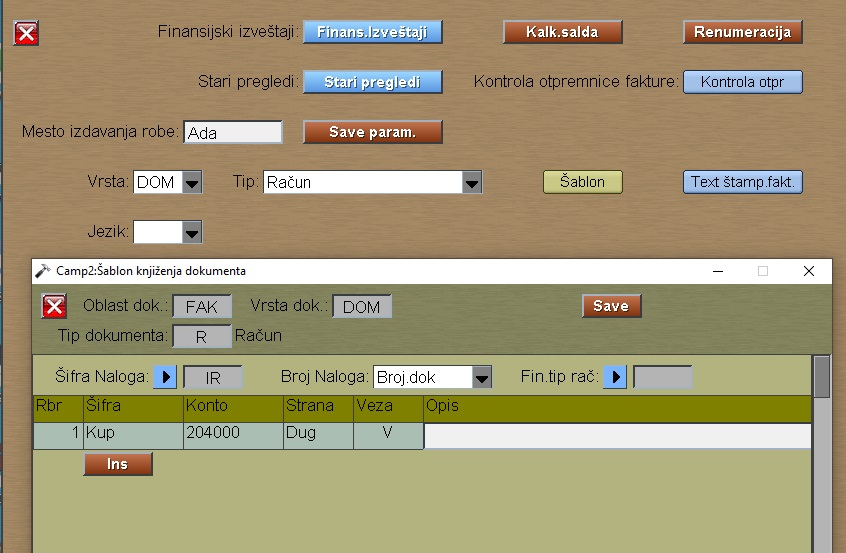 Finansijski izveštaji: Finans.Izveštaji Kalk.salda Renumeracija
Stari pregledi: Stari pregledi Kontrola otpremnice fakture: Kontrola otpr
Mesto izdavanja robe: Ada Save param.
Vrsta: DOM Tip: Račun Šablon Text štamp.fakt.
Jezik:
Camp2:Šablon knjiženja dokumenta
Oblast dok.: FAK Vrsta dok.: DOM Save
Tip dokumenta: R Račun
Šifra Naloga: IR Broj Naloga: Broj.dok Fin.tip rač:
Rbr Šifra Konto Strana Veza Opis
1 Kup 204000 Dug V
Ins